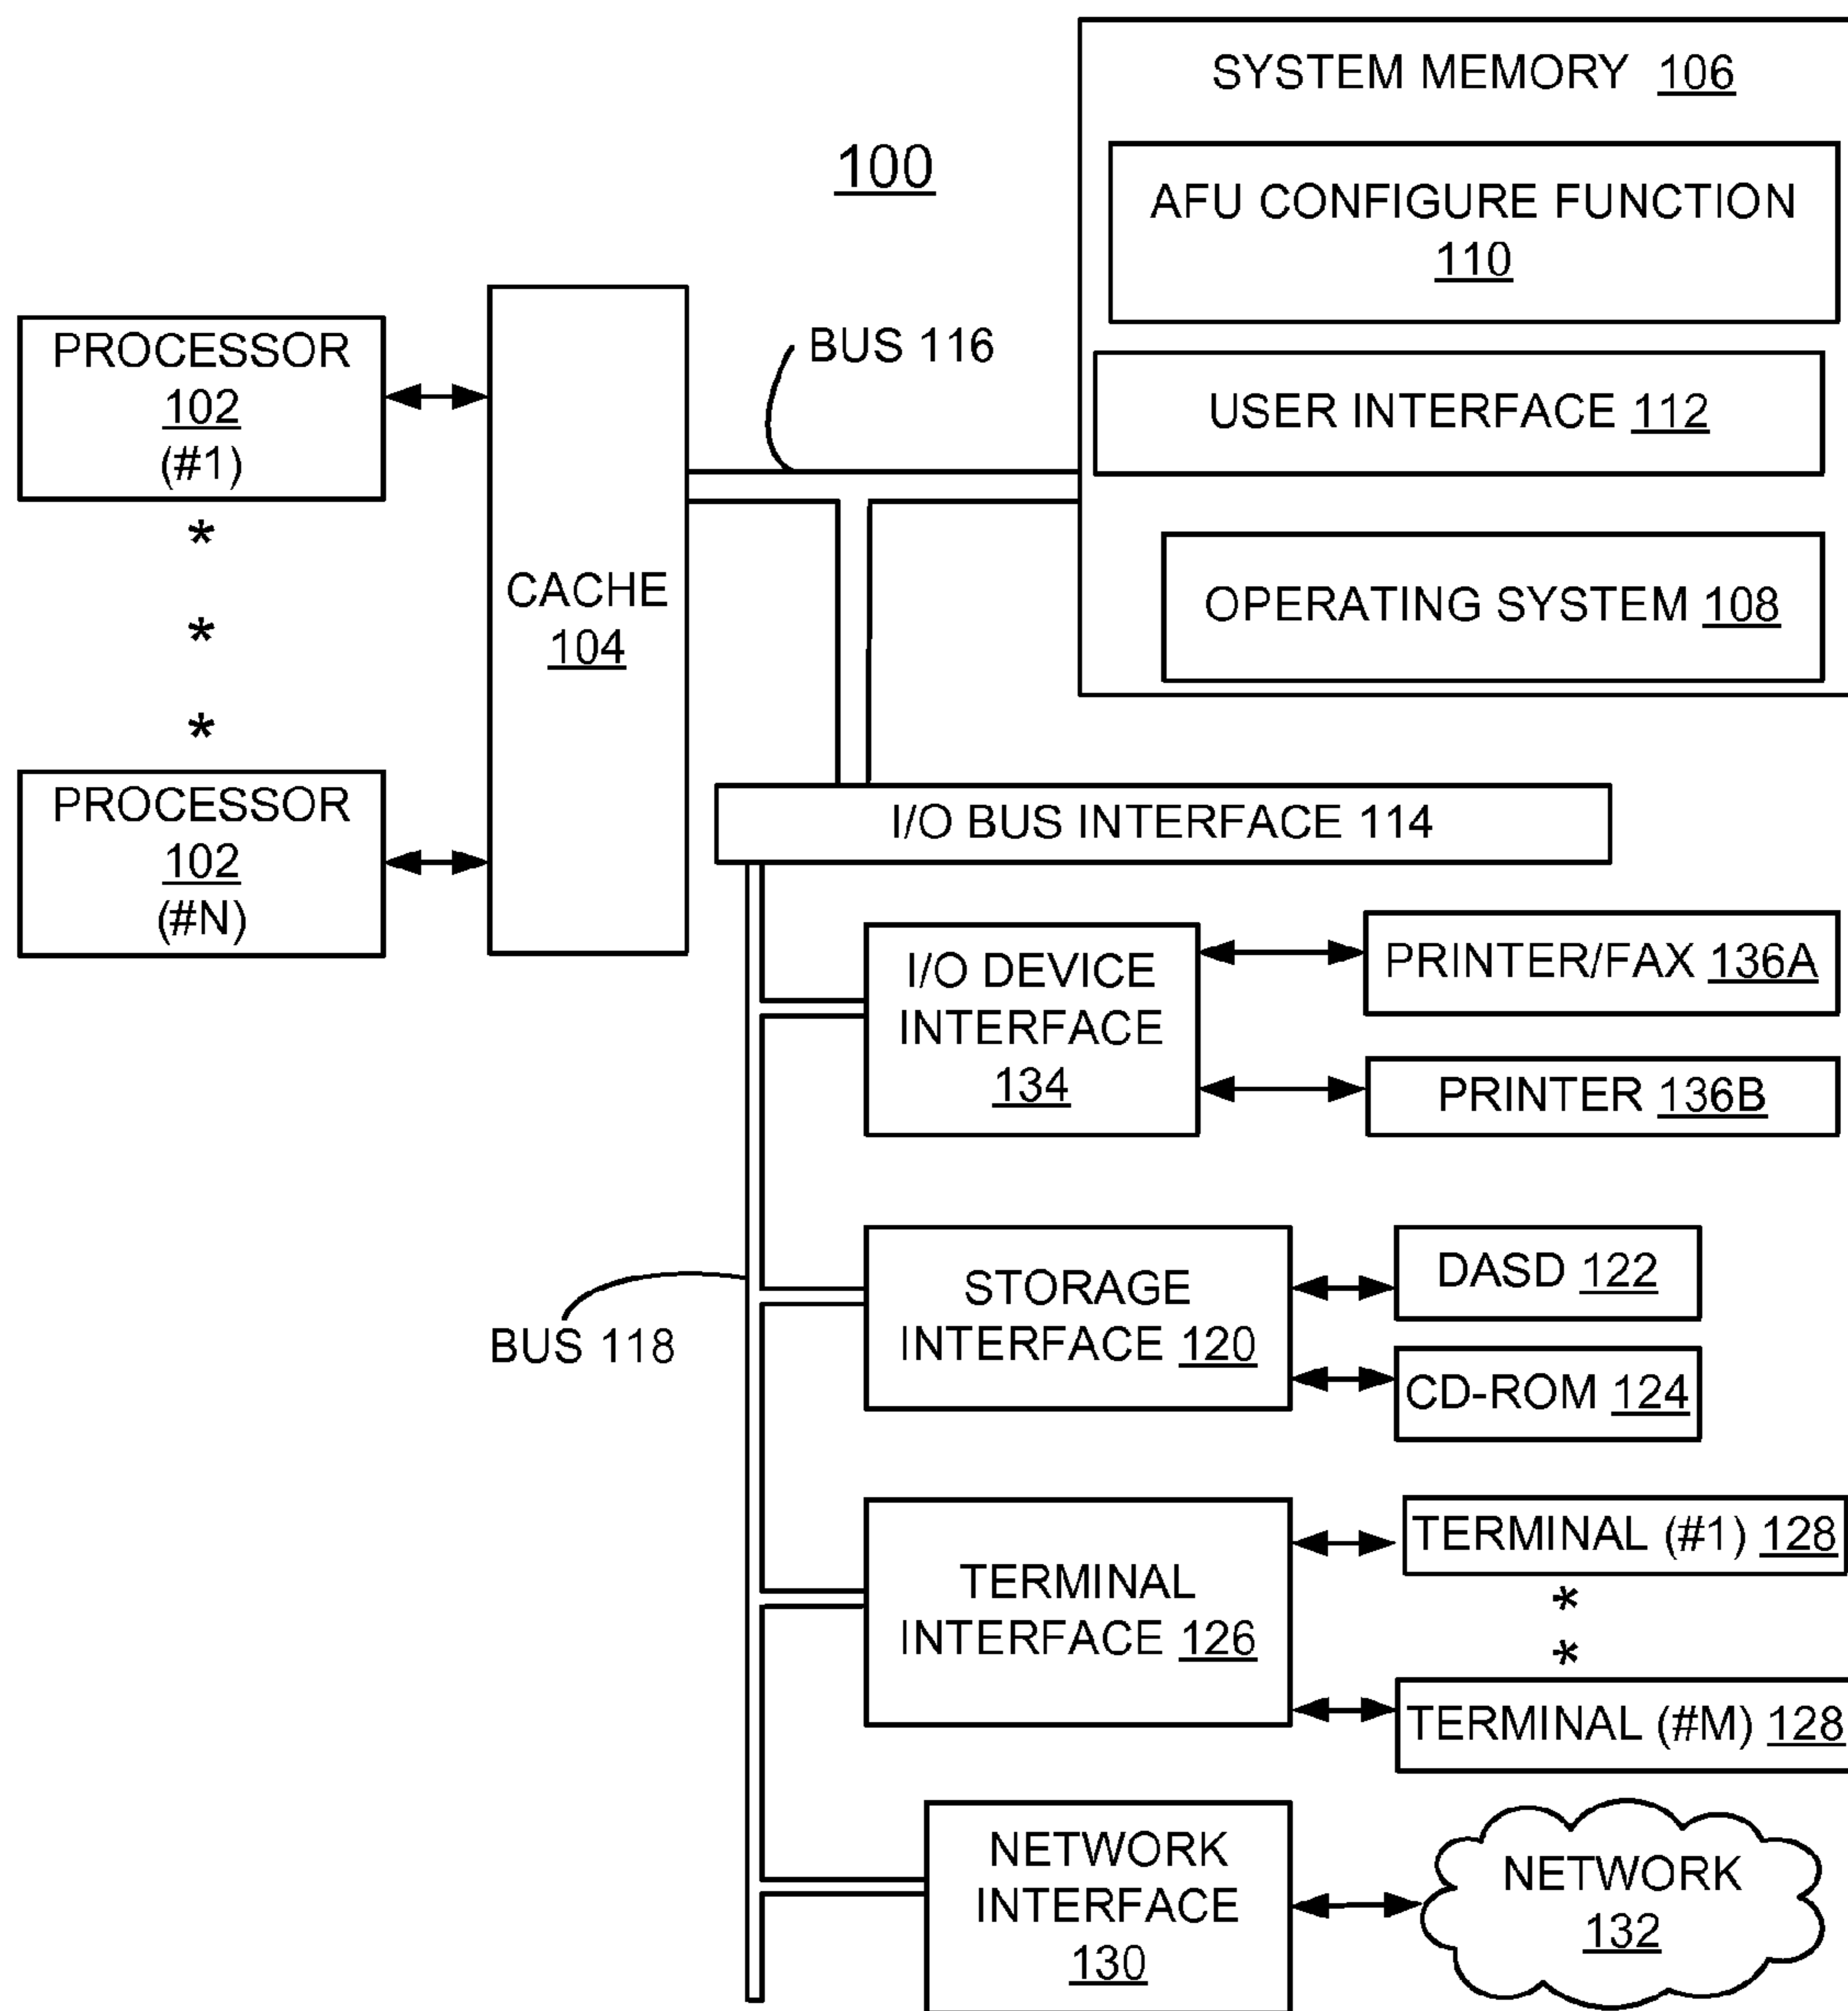 SYSTEM MEMORY 106
100
AFU CONFIGURE FUNCTION
110
BUS 116
PROCESSOR
102
(#1)
USER INTERFACE 112
*
*
*
CACHE
104
OPERATING SYSTEM 108
PROCESSOR
102
(#N)
I/O BUS INTERFACE 114
I/O DEVICE
INTERFACE
134
PRINTER/FAX 136A
PRINTER 136B
BUS 118
STORAGE
INTERFACE 120
DASD 122
CD-ROM 124
TERMINAL
INTERFACE 126
TERMINAL (#1) 128
*
*
TERMINAL (#M) 128
NETWORK
INTERFACE
130
NETWORK
132